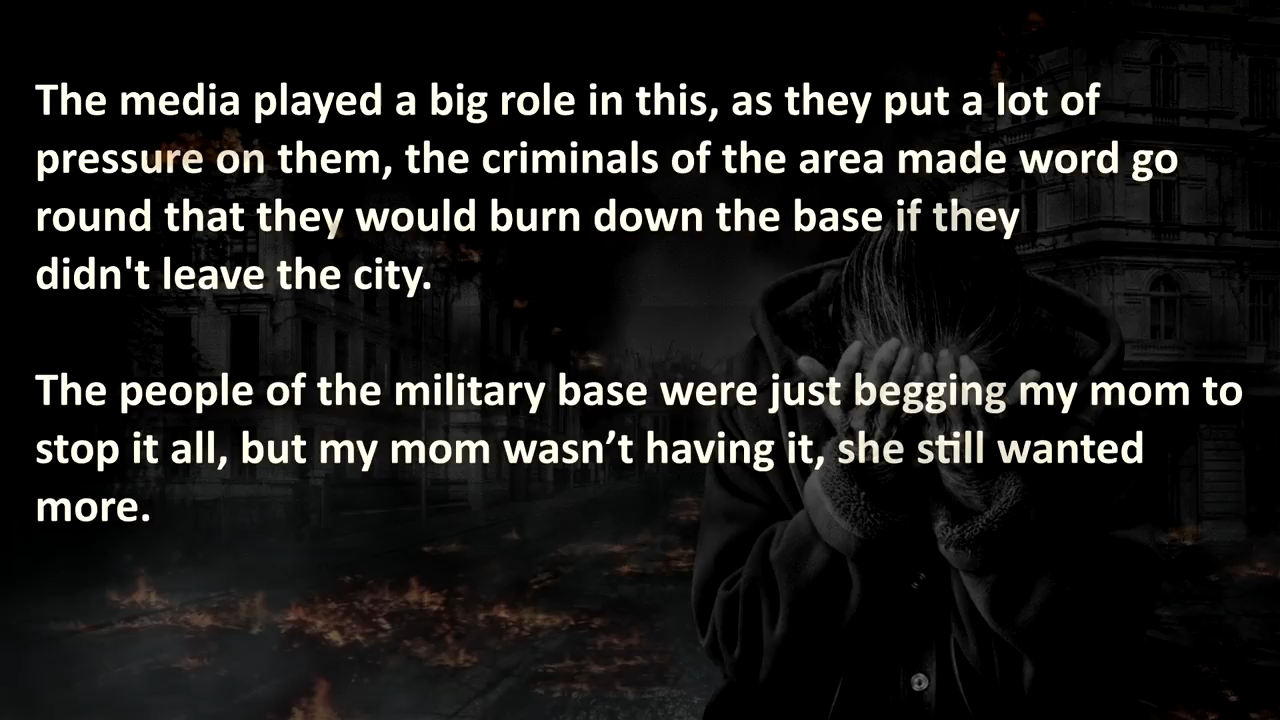 The media played a big role in this, as they put a lot of
pressure on them, the criminals of the area made word go
round that they would burn down the base if they
didn't leave the city.
The people of the military base were just begging my mom to
stop it all, but my mom wasn’t having it, she still wanted
more.